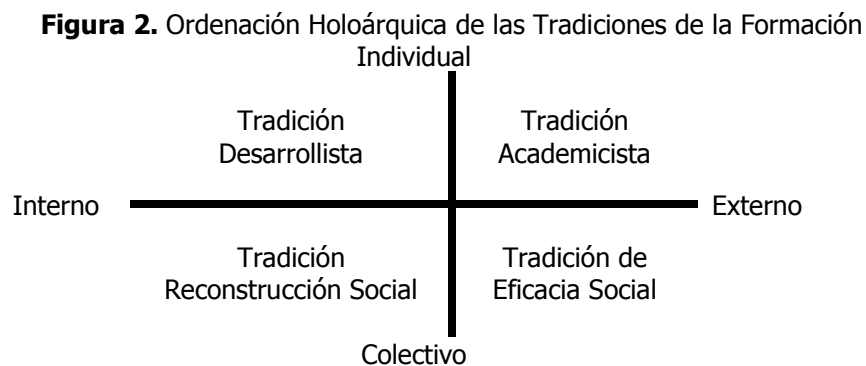 Figura 2. Ordenación Holoárquica de las Tradiciones de la Formación
Individual
Tradición
Desarrollista
Tradición
Academicista
Interno
Externo
Tradición
Reconstrucción Social
Tradición de
Eficacia Social
Colectivo